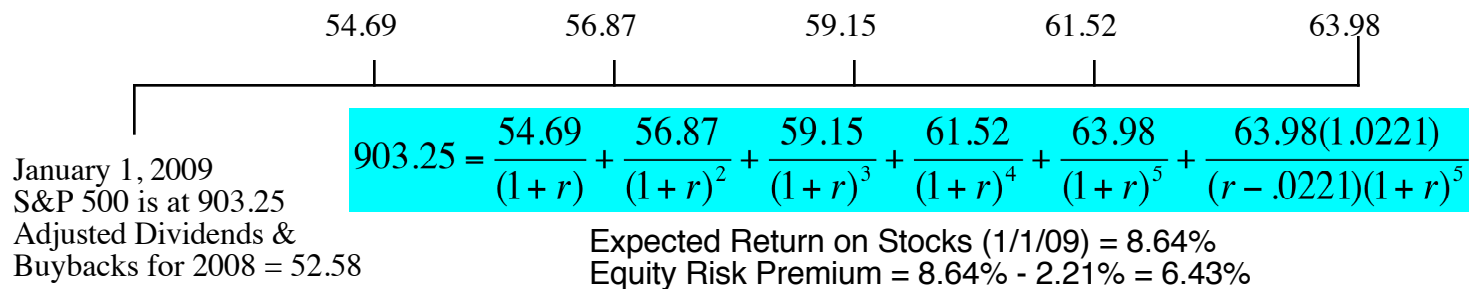 54.69 56.87 59.15 61.52 63.98
903.25 = 54.69/(1 + r) + 56.87/(1 + r)^2 + 59.15/(1 + r)^3 + 61.52/(1 + r)^4 + 63.98/(1 + r)^5 + 63.98(1.0221)/((r − .0221)(1 + r)^5)
January 1, 2009
S&P 500 is at 903.25
Adjusted Dividends &
Buybacks for 2008 = 52.58
Expected Return on Stocks (1/1/09) = 8.64%
Equity Risk Premium = 8.64% - 2.21% = 6.43%